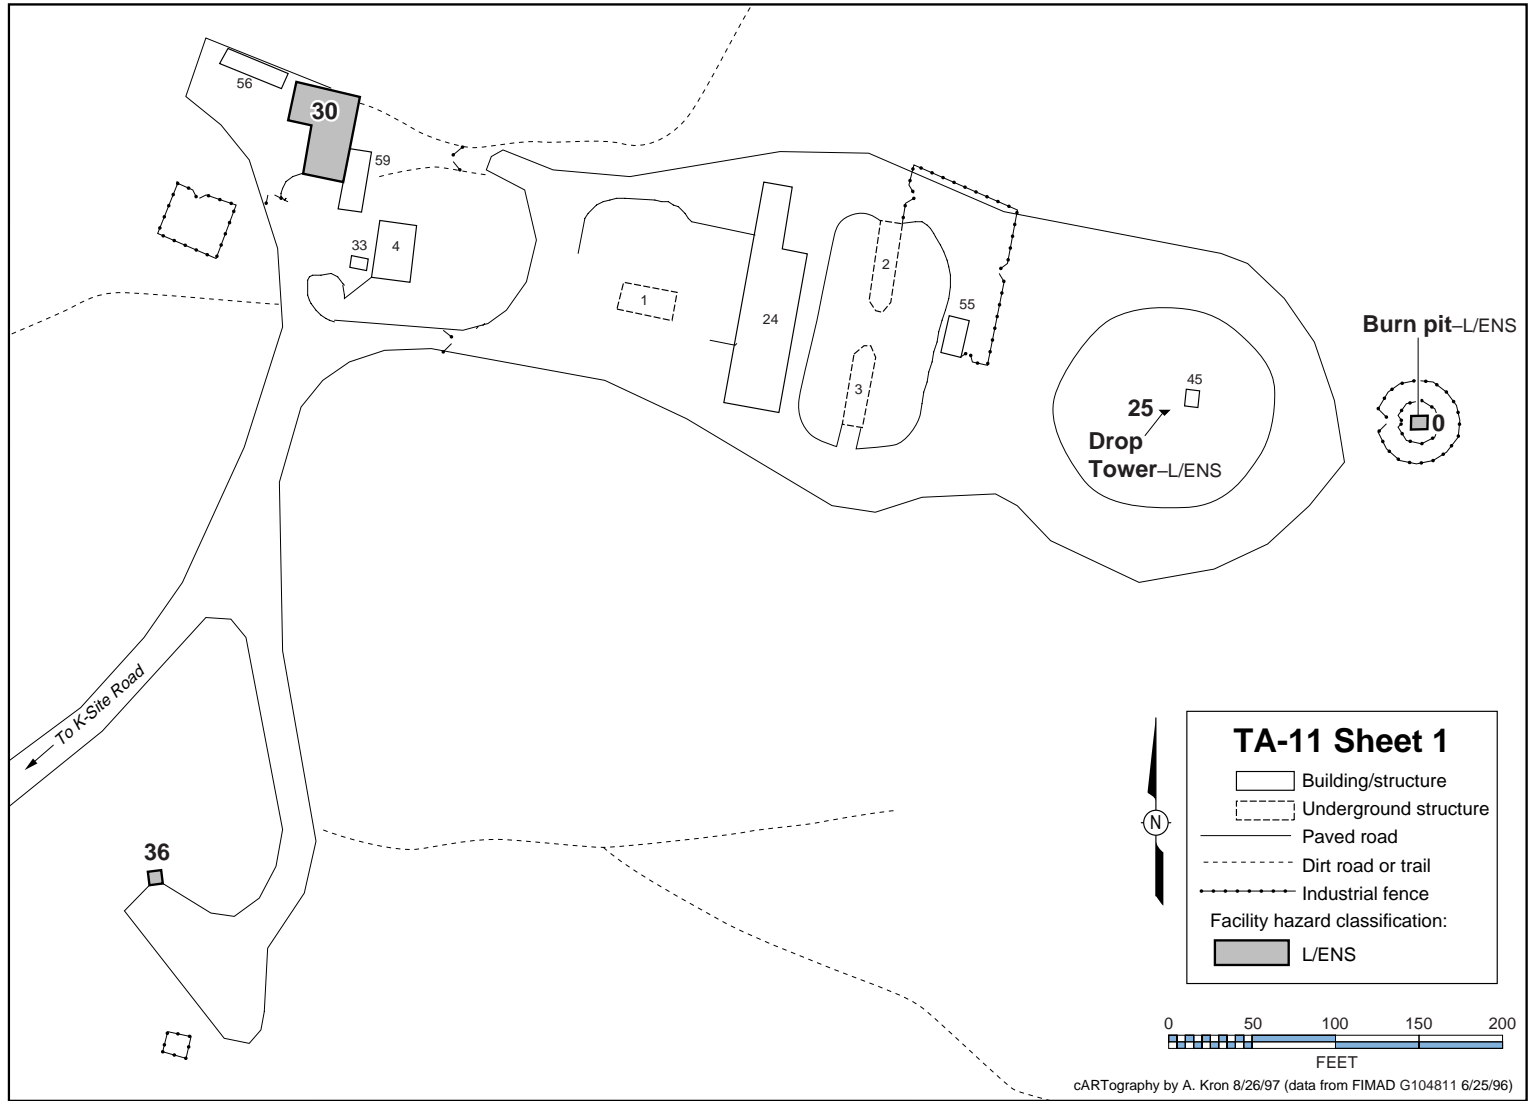 56
30
59
33
4
1
24
2
3
55
45
25
Drop
Tower–L/ENS
Burn pit–L/ENS
0
To K-Site Road
36
N
TA-11 Sheet 1
Building/structure
Underground structure
Paved road
Dirt road or trail
Industrial fence
Facility hazard classification:
L/ENS
0 50 100 150 200
FEET
cARTography by A. Kron 8/26/97 (data from FIMAD G104811 6/25/96)